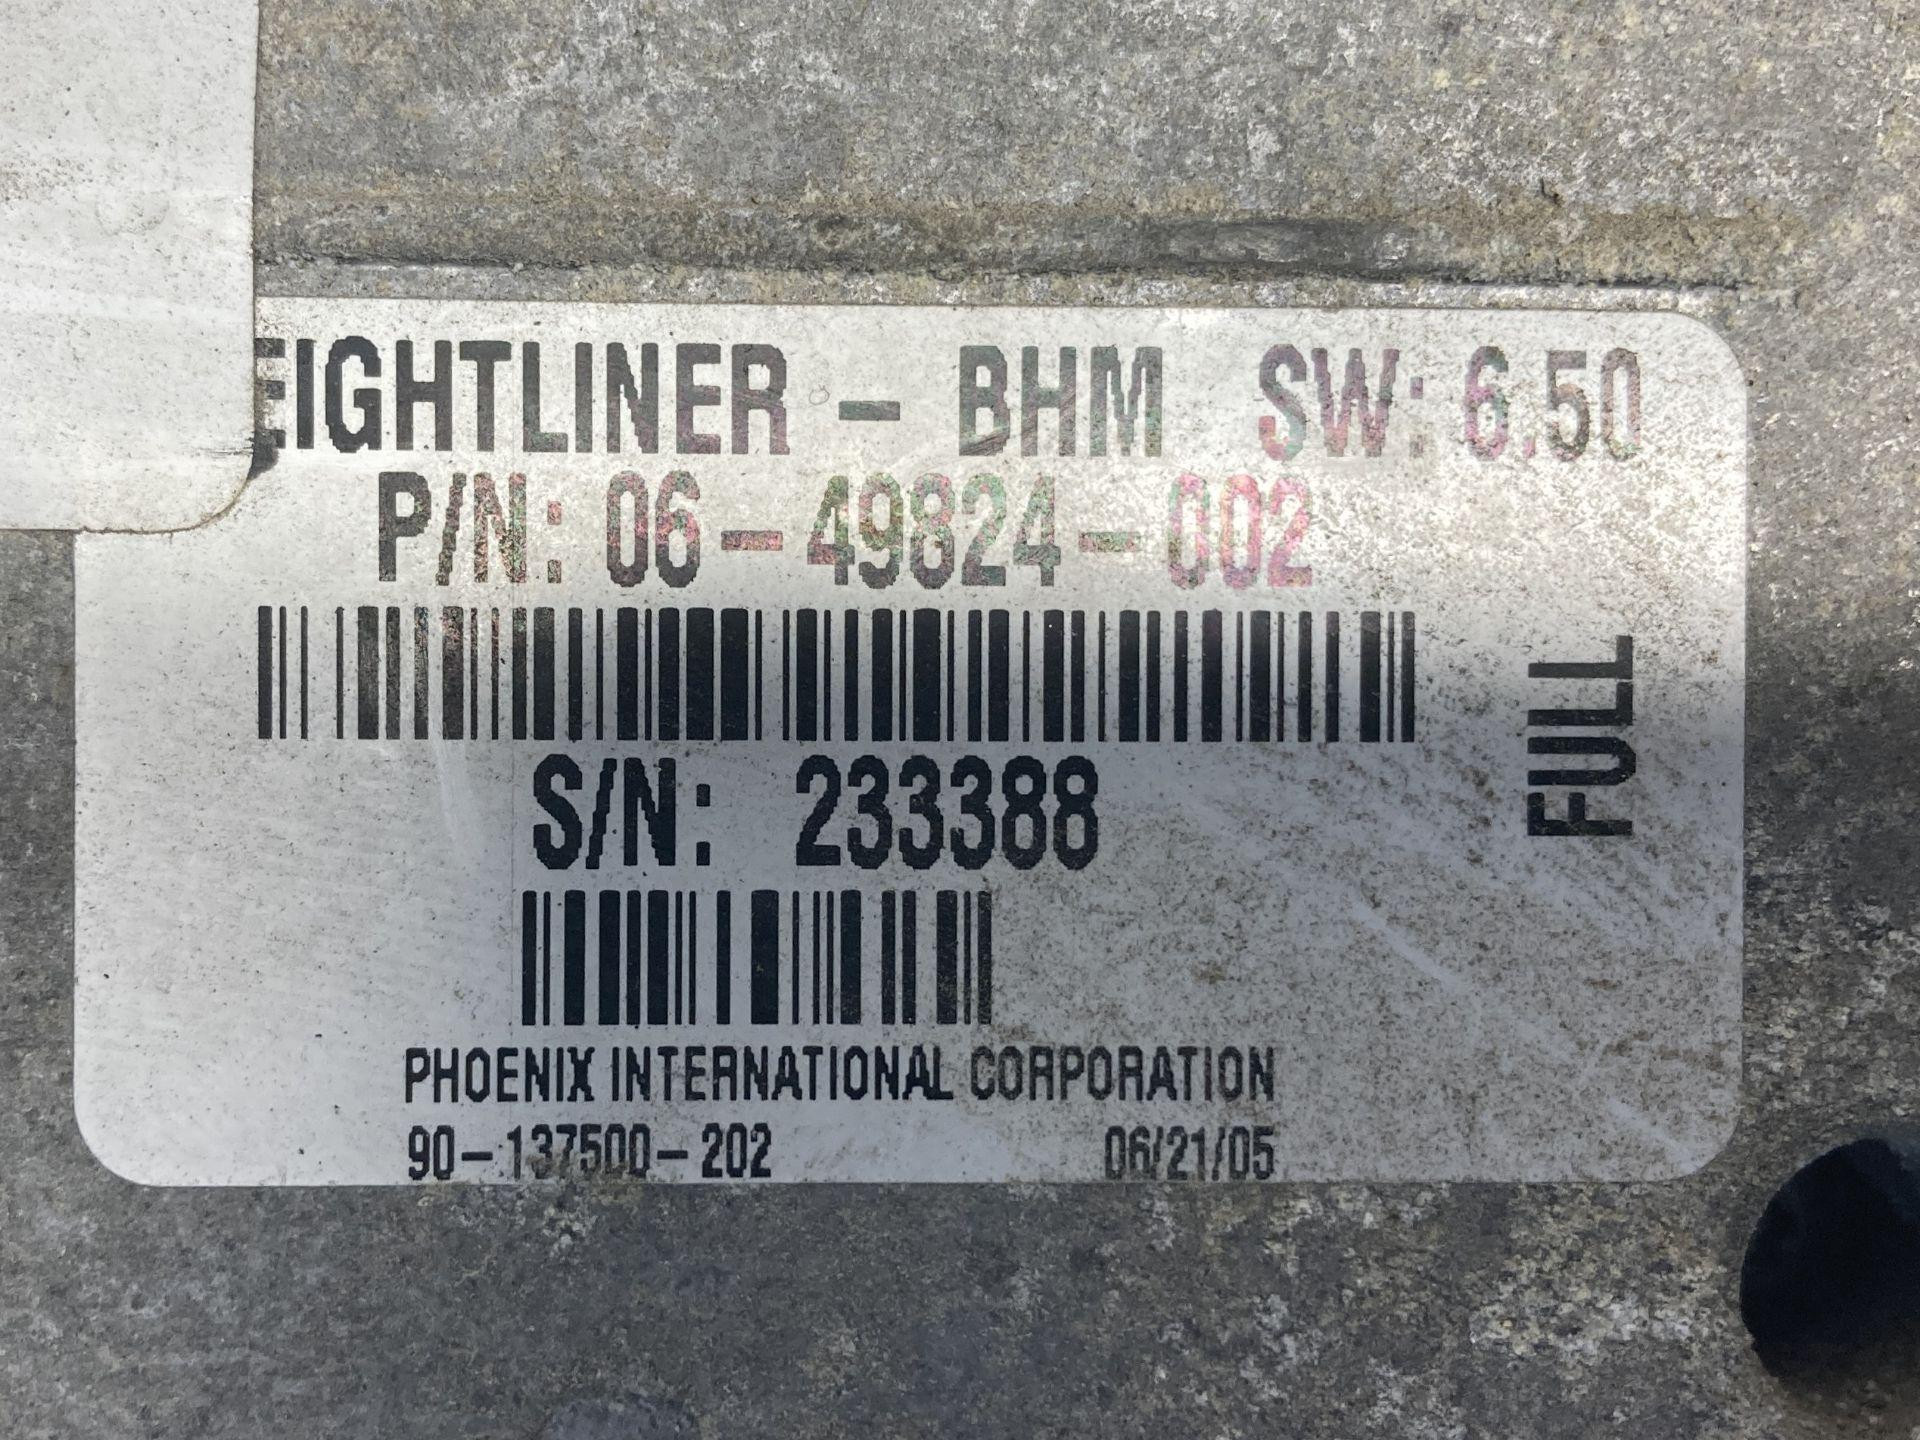 EIGHTLINER - BHM SW: 6.50
P/N: 06-49824-002
S/N: 233388
FULL
PHOENIX INTERNATIONAL CORPORATION
90-137500-202 06/21/05